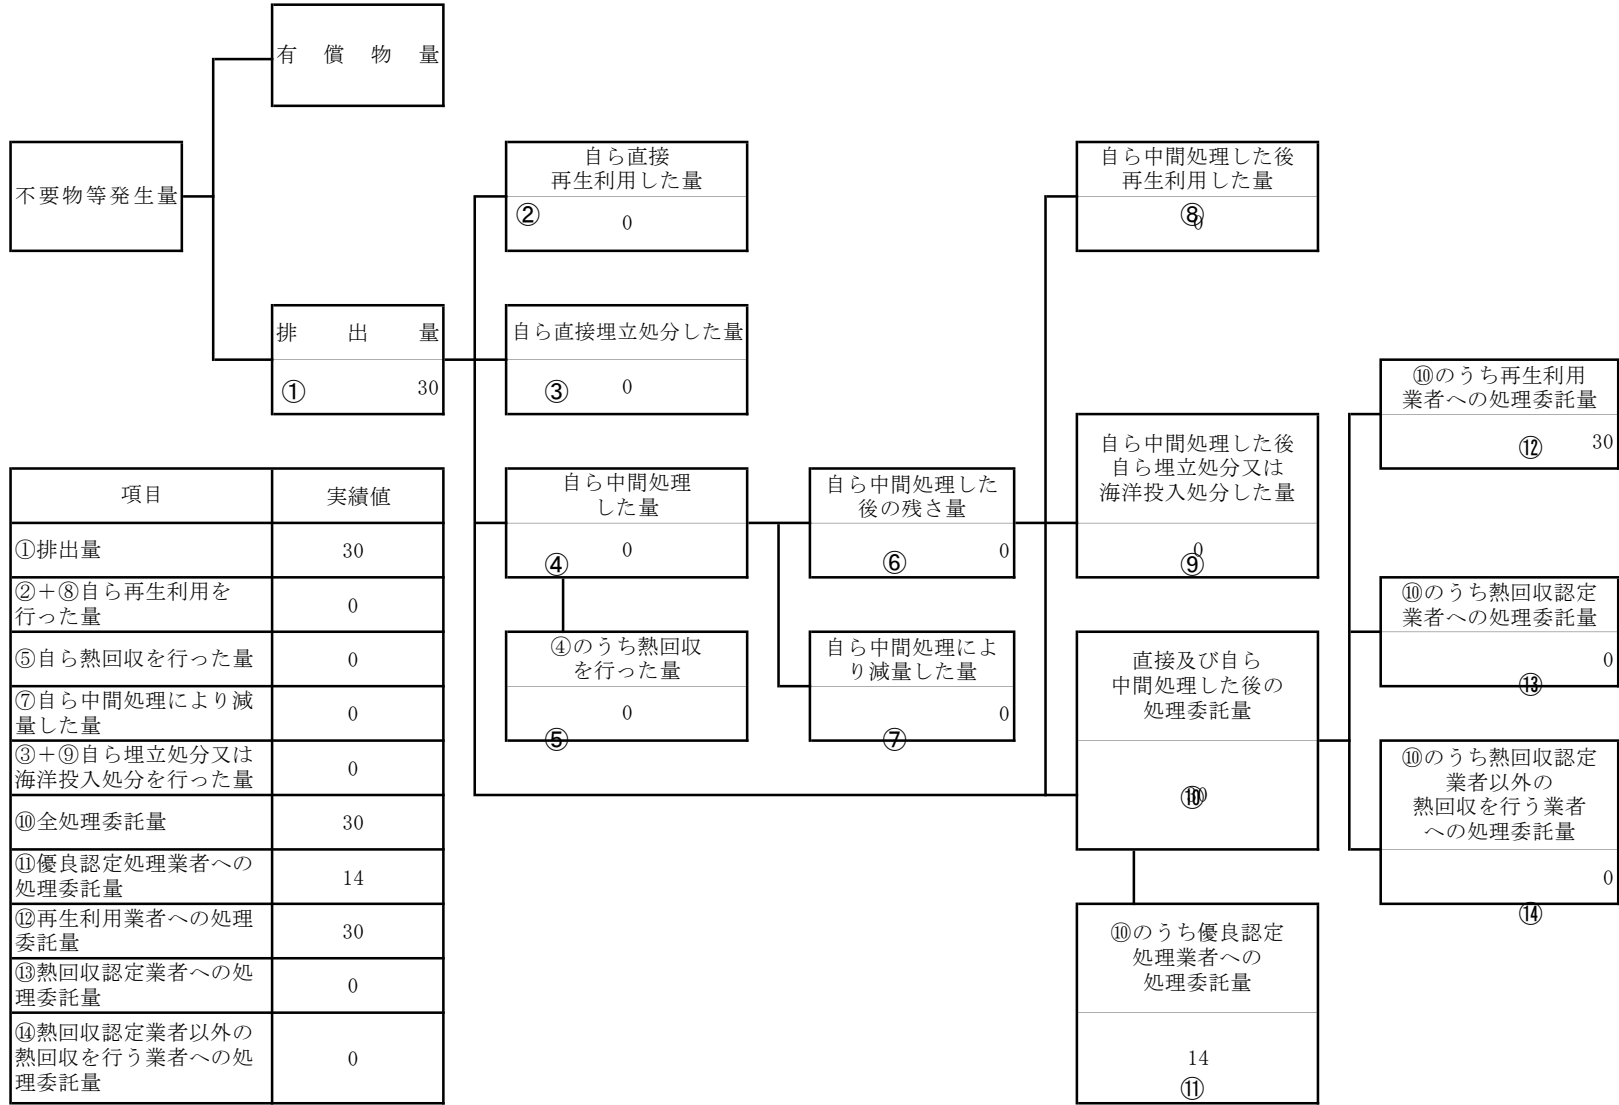 有償物量
不要物等発生量
排出量
①
30
自ら直接
再生利用した量
②
0
自ら直接埋立処分した量
③
0
自ら中間処理
した量
④
0
④のうち熱回収
を行った量
⑤
0
自ら中間処理した
後の残さ量
⑥
0
自ら中間処理によ
り減量した量
⑦
0
自ら中間処理した後
再生利用した量
⑧
0
自ら中間処理した後
自ら埋立処分又は
海洋投入処分した量
⑨
0
直接及び自ら
中間処理した後の
処理委託量
⑩
30
⑩のうち優良認定
処理業者への
処理委託量
14
⑪
⑩のうち再生利用
業者への処理委託量
⑫
30
⑩のうち熱回収認定
業者への処理委託量
0
⑬
⑩のうち熱回収認定
業者以外の
熱回収を行う業者
への処理委託量
0
⑭
項目 実績値
①排出量 30
②＋⑧自ら再生利用を
行った量
0
⑤自ら熱回収を行った量 0
⑦自ら中間処理により減
量した量
0
③＋⑨自ら埋立処分又は
海洋投入処分を行った量
0
⑩全処理委託量 30
⑪優良認定処理業者への
処理委託量
14
⑫再生利用業者への処理
委託量
30
⑬熱回収認定業者への処
理委託量
0
⑭熱回収認定業者以外の
熱回収を行う業者への処
理委託量
0